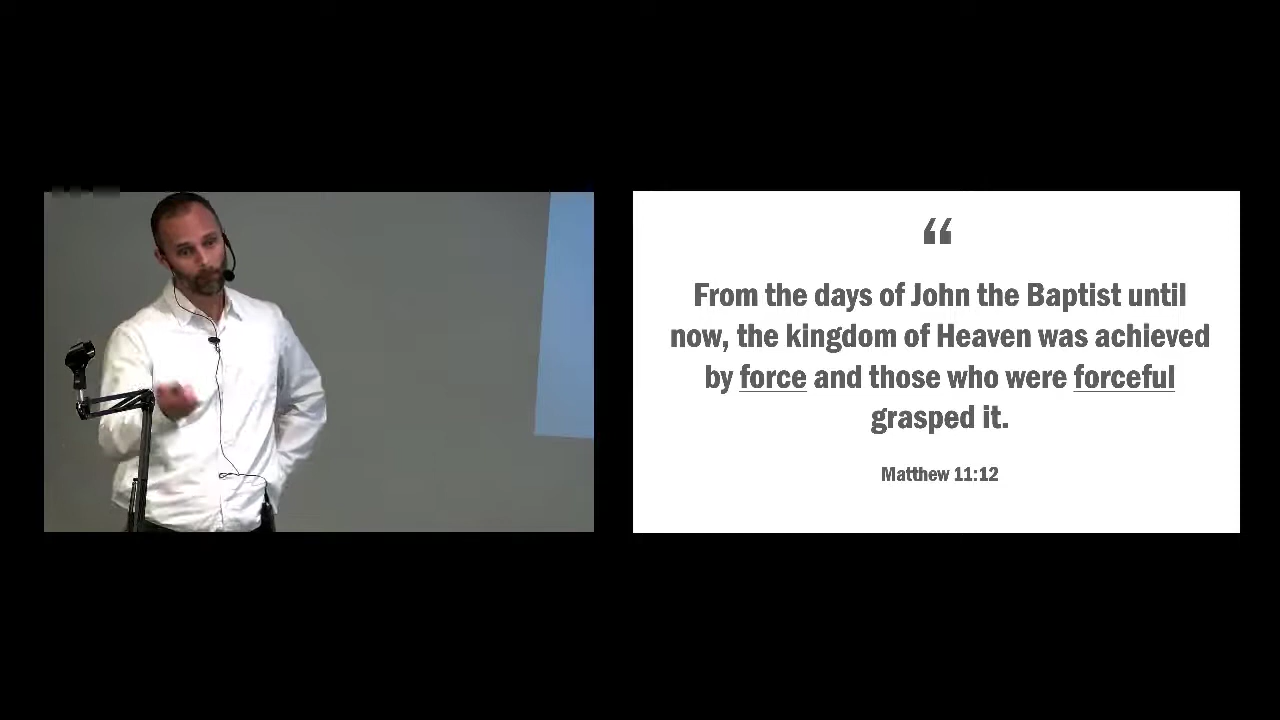 “
From the days of John the Baptist until
now, the kingdom of Heaven was achieved
by force and those who were forceful
grasped it.
Matthew 11:12